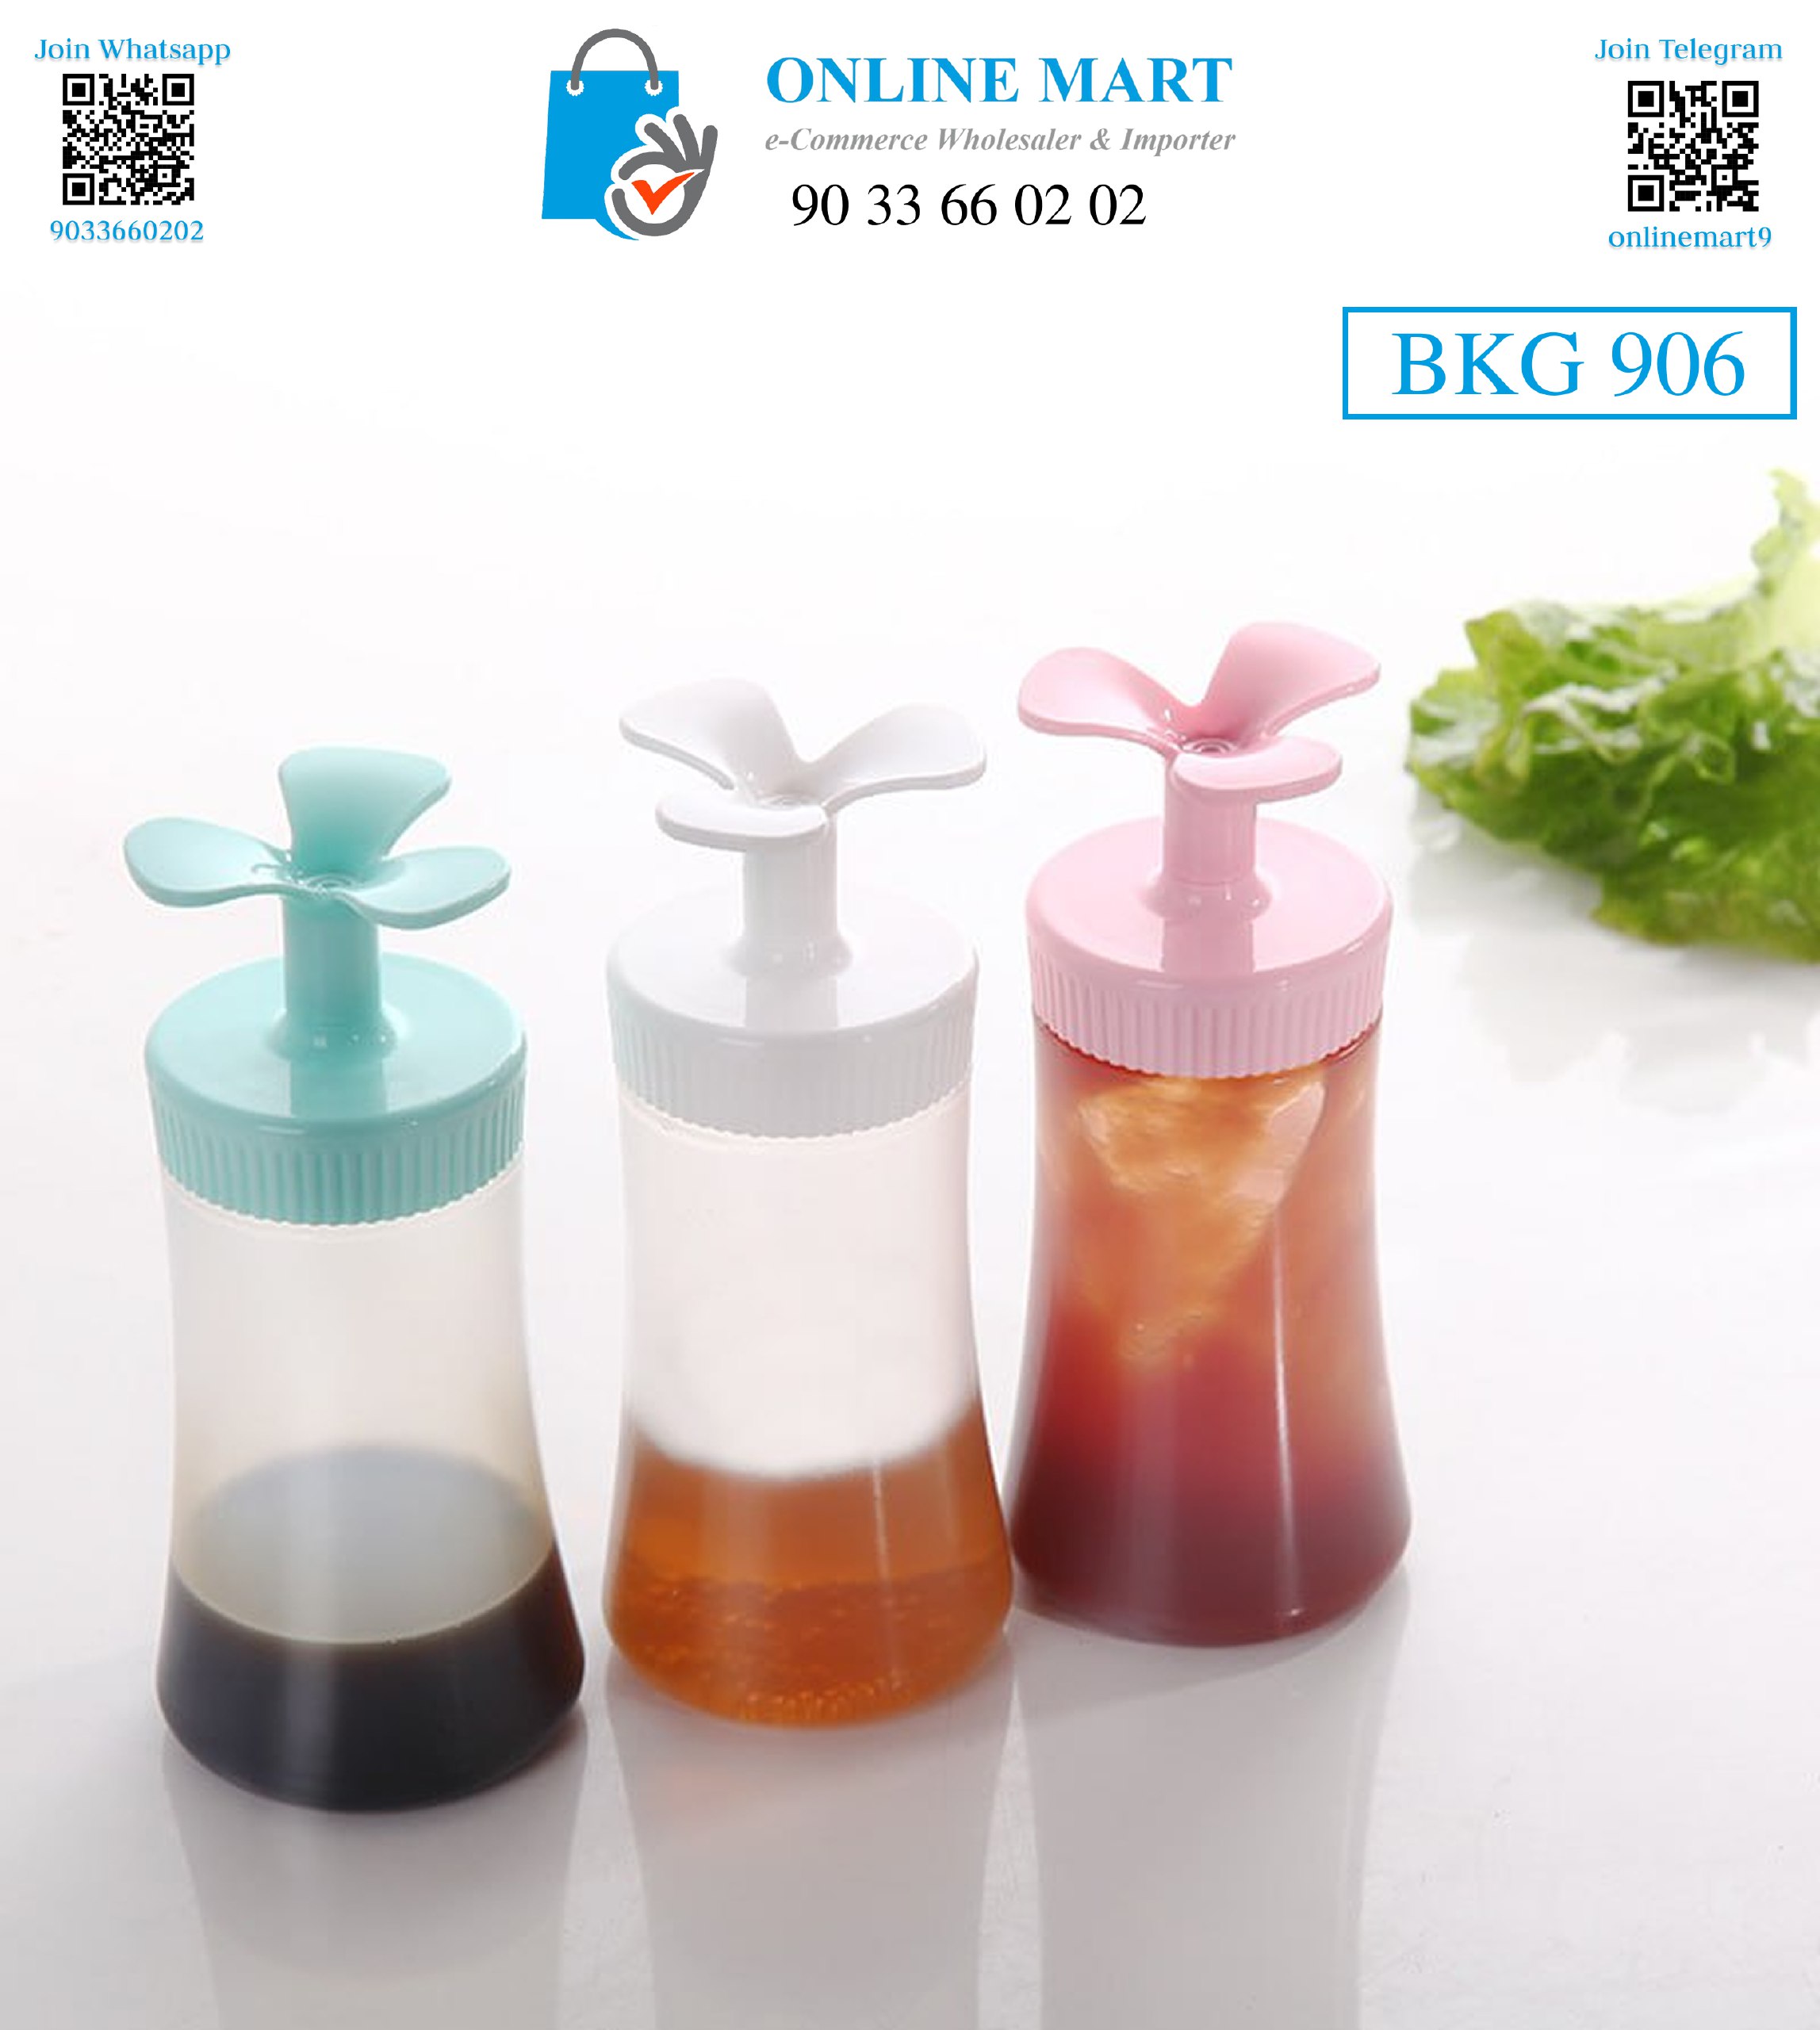 Join Whatsapp
9033660202
ONLINE MART
e-Commerce Wholesaler & Importer
90 33 66 02 02
Join Telegram
onlinemart9
BKG 906